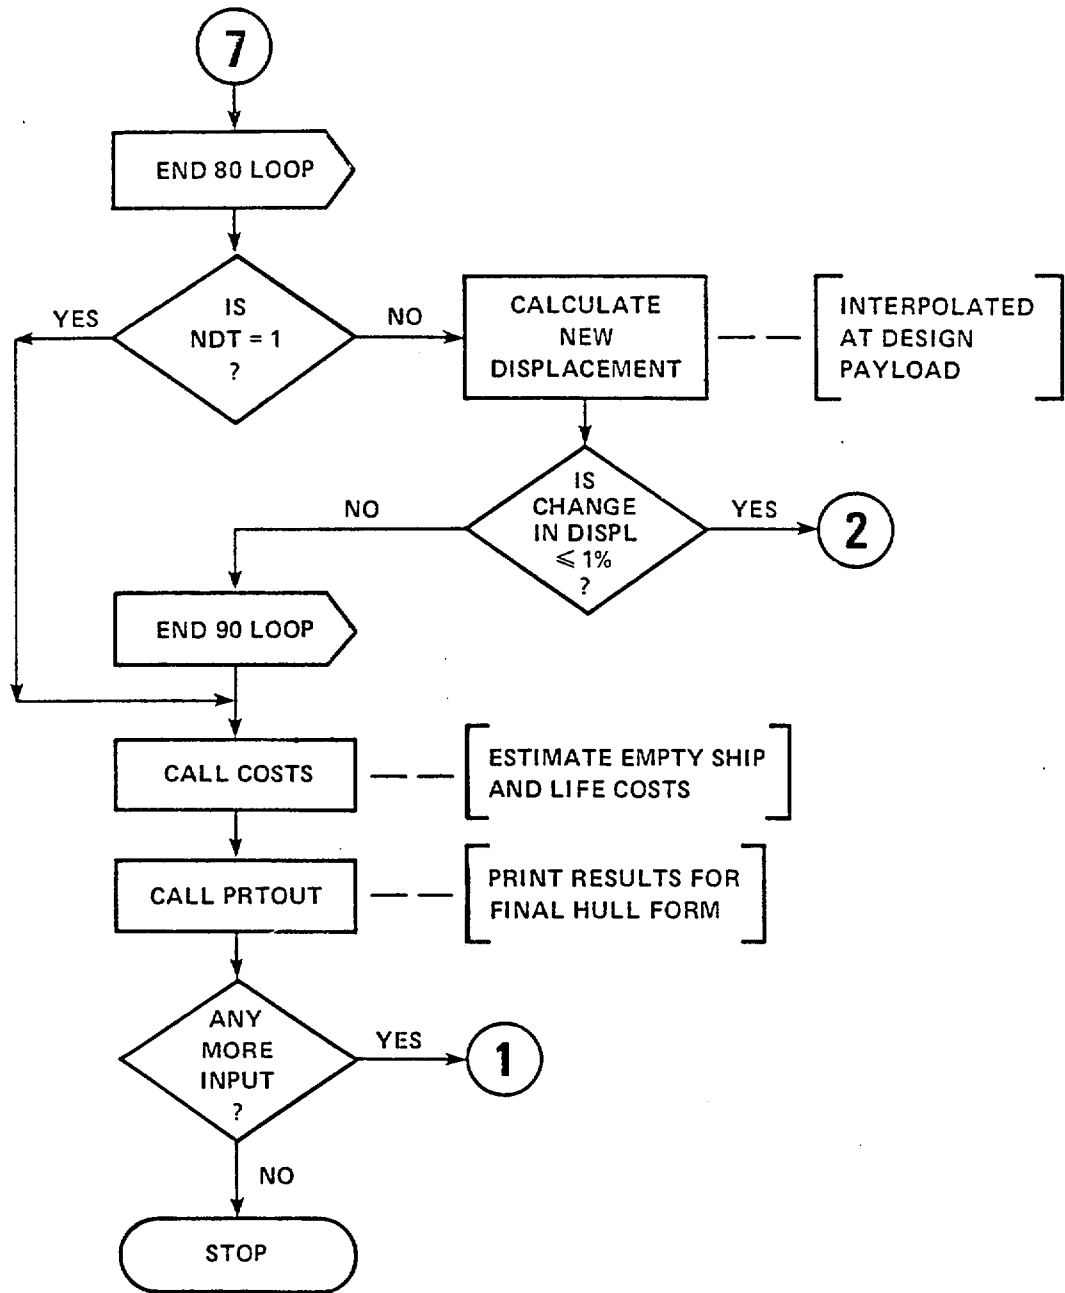 7
END 80 LOOP
IS
NDT = 1
?
YES
NO
CALCULATE
NEW
DISPLACEMENT
INTERPOLATED
AT DESIGN
PAYLOAD
IS
CHANGE
IN DISPL
≤ 1%
?
NO
YES
2
END 90 LOOP
CALL COSTS
ESTIMATE EMPTY SHIP
AND LIFE COSTS
CALL PRTOUT
PRINT RESULTS FOR
FINAL HULL FORM
ANY
MORE
INPUT
?
YES
1
NO
STOP